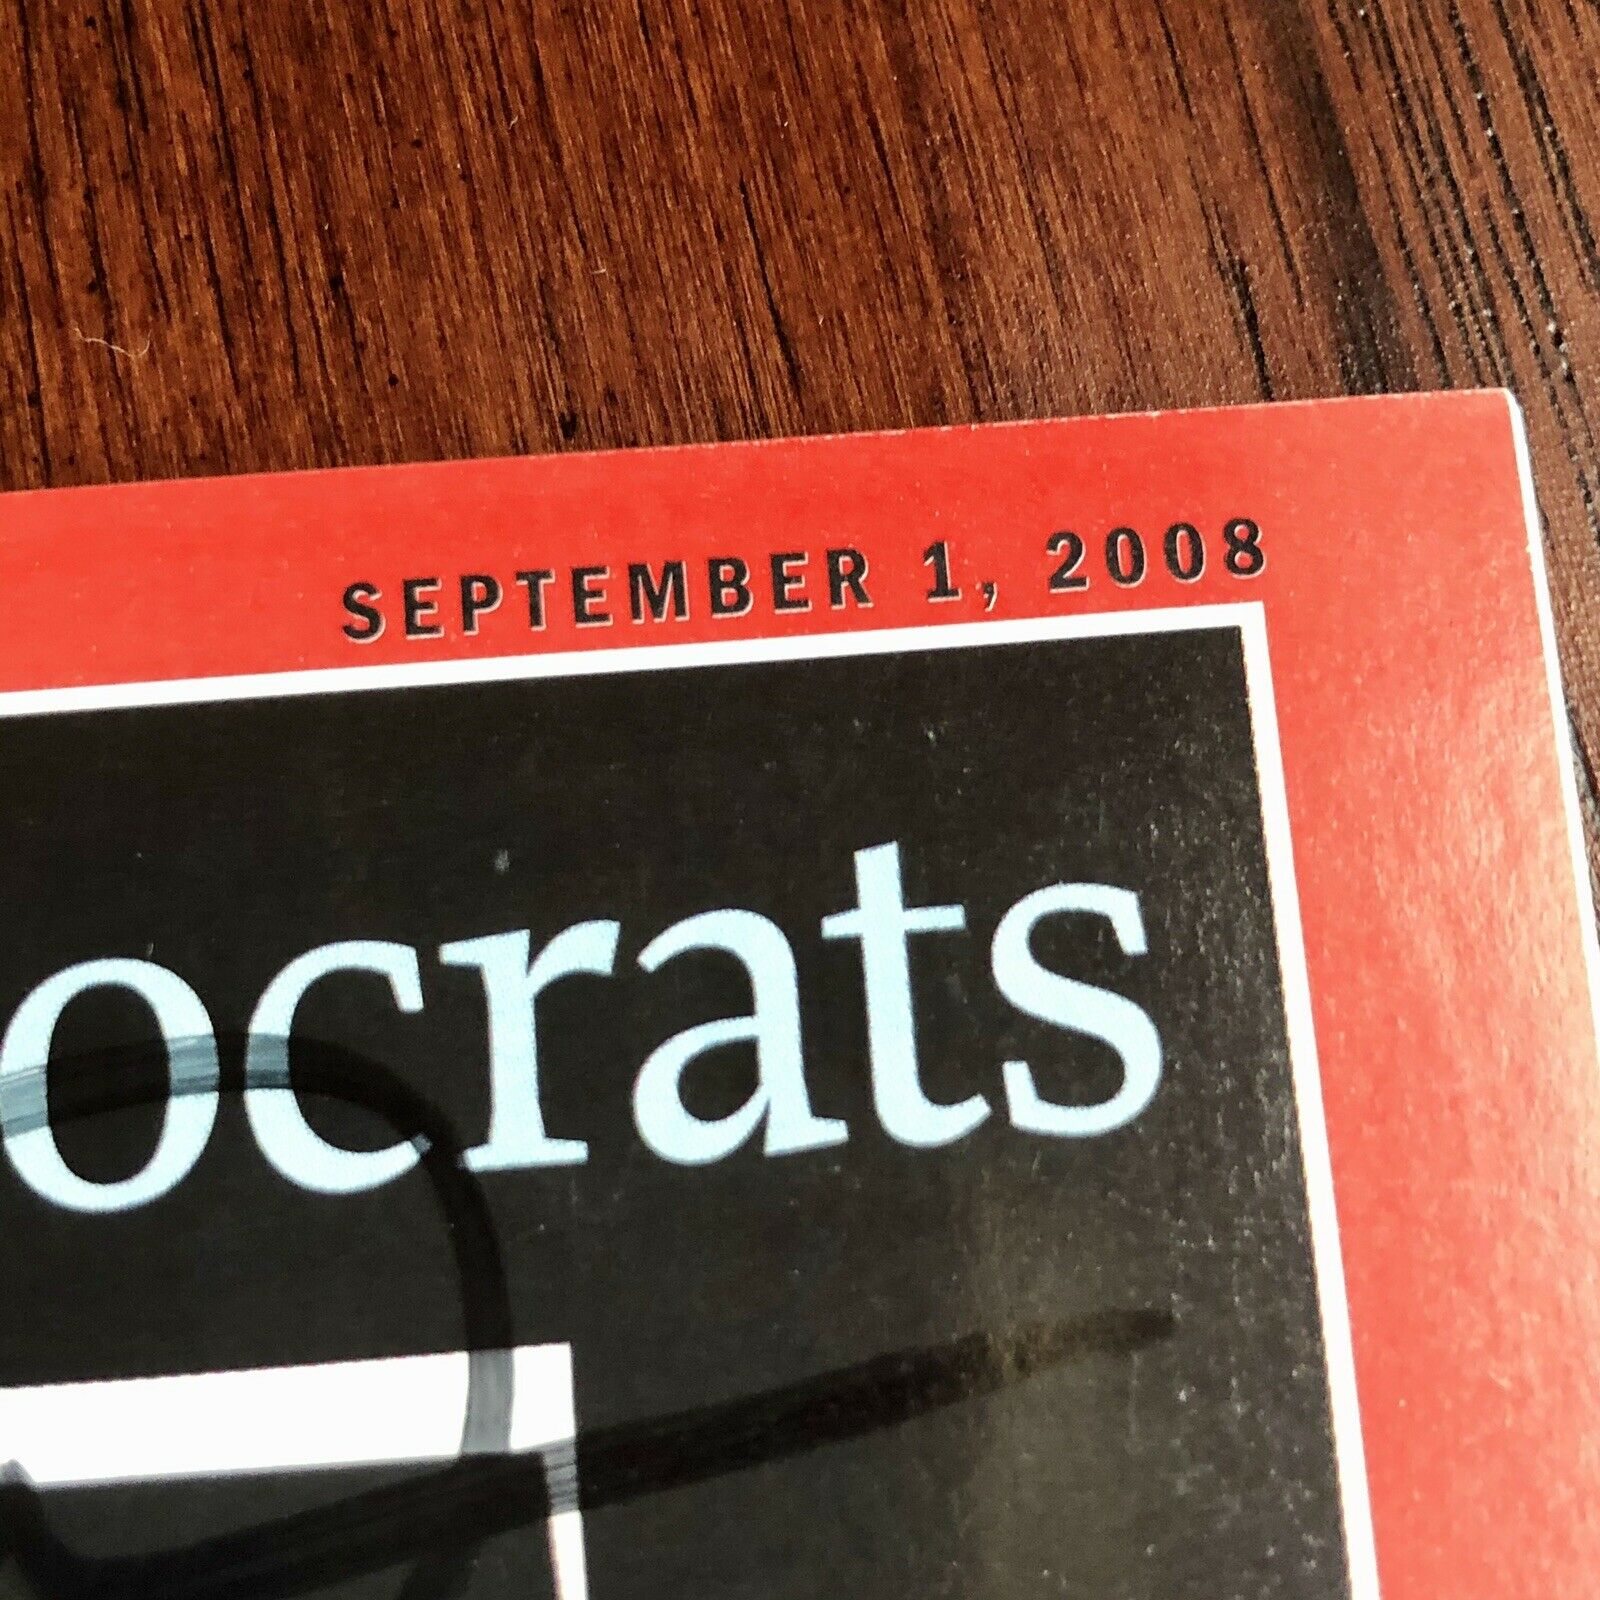 SEPTEMBER 1, 2008
ocrats